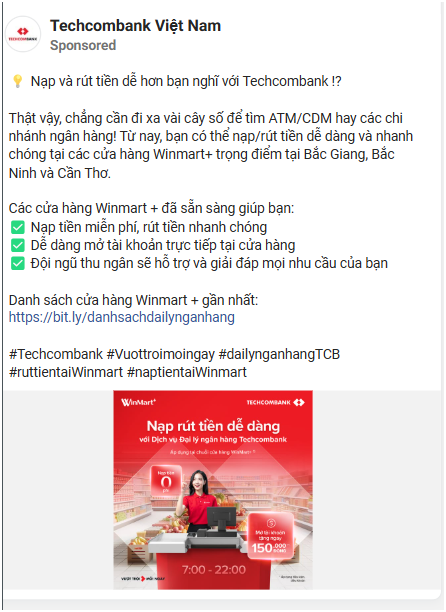 Techcombank Việt Nam
Sponsored
TECHCOMBANK
💡 Nạp và rút tiền dễ hơn bạn nghĩ với Techcombank !?
Thật vậy, chẳng cần đi xa vài cây số để tìm ATM/CDM hay các chi
nhánh ngân hàng! Từ nay, bạn có thể nạp/rút tiền dễ dàng và nhanh
chóng tại các cửa hàng Winmart+ trọng điểm tại Bắc Giang, Bắc
Ninh và Cần Thơ.
Các cửa hàng Winmart + đã sẵn sàng giúp bạn:
✅ Nạp tiền miễn phí, rút tiền nhanh chóng
✅ Dễ dàng mở tài khoản trực tiếp tại cửa hàng
✅ Đội ngũ thu ngân sẽ hỗ trợ và giải đáp mọi nhu cầu của bạn
Danh sách cửa hàng Winmart + gần nhất:
https://bit.ly/danhsachdailynganhang
#Techcombank #Vuottroimoingay #dailynganhangTCB
#ruttientaiWinmart #naptientaiWinmart
WinMart+
TECHCOMBANK
Nạp rút tiền dễ dàng
với Dịch vụ Đại lý ngân hàng Techcombank
Áp dụng tại chuỗi cửa hàng WinMart+
Nạp tiền
0
Mở tài khoản
tặng ngay
150.000
ĐỒNG
7:00 - 22:00
VƯỢT TRỘI MỖI NGÀY